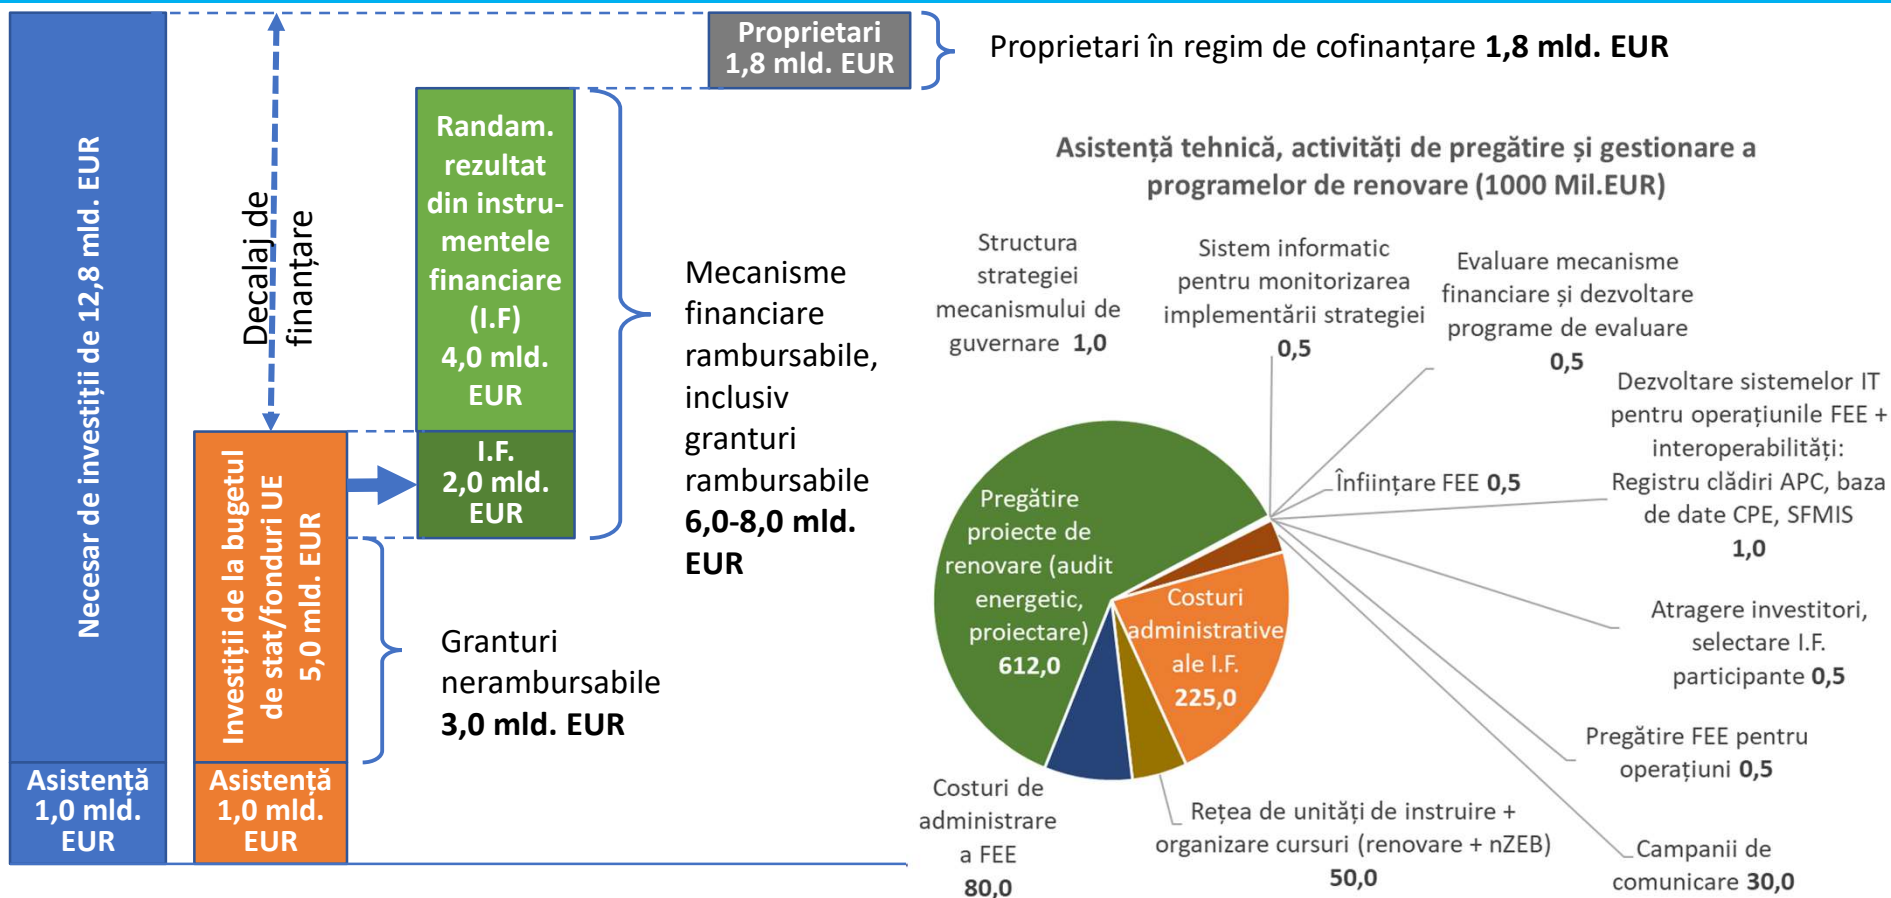 Necesar de investiții de 12,8 mld. EUR
Asistență
1,0 mld.
EUR
Decalaj de
finanțare
Investiții de la bugetul
de stat/fonduri UE
5,0 mld. EUR
Asistență
1,0 mld.
EUR
Randam.
rezultat
din instru-
mentele
financiare
(I.F)
4,0 mld.
EUR
I.F.
2,0 mld.
EUR
Proprietari
1,8 mld. EUR
Proprietari în regim de cofinanțare 1,8 mld. EUR
Mecanisme
financiare
rambursabile,
inclusiv
granturi
rambursabile
6,0-8,0 mld.
EUR
Granturi
nerambursabile
3,0 mld. EUR
Asistență tehnică, activități de pregătire și gestionare a
programelor de renovare (1000 Mil.EUR)
Structura
strategiei
mecanismului de
guvernare 1,0
Sistem informatic
pentru monitorizarea
implementării strategiei
0,5
Evaluare mecanisme
financiare și dezvoltare
programe de evaluare
0,5
Înființare FEE 0,5
Dezvoltare sistemelor IT
pentru operațiunile FEE +
interoperabilități:
Registru clădiri APC, baza
de date CPE, SFMIS
1,0
Atragere investitori,
selectare I.F.
participante 0,5
Pregătire FEE pentru
operațiuni 0,5
Campanii de
comunicare 30,0
Pregătire
proiecte de
renovare (audit
energetic,
proiectare)
612,0
Costuri
administrative
ale I.F.
225,0
Rețea de unități de instruire +
organizare cursuri (renovare + nZEB)
50,0
Costuri de
administrare
a FEE
80,0